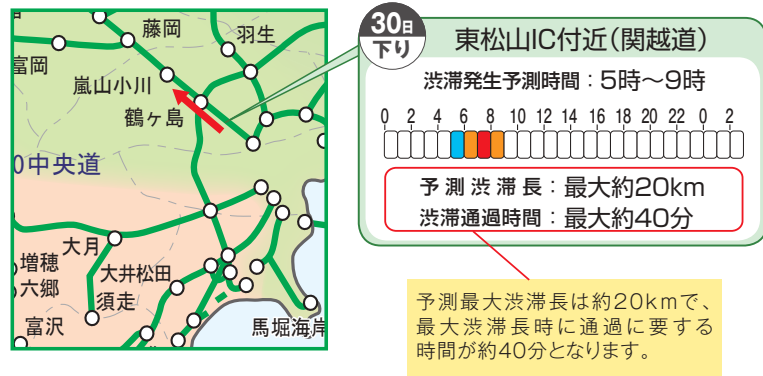 藤岡
羽生
富岡
嵐山小川
鶴ヶ島
中央道
大月
増穂
六郷
大井松田
須走
富沢
馬堀海岸
30日
下り
東松山IC付近(関越道)
渋滞発生予測時間:5時〜9時
0 2 4 6 8 10 12 14 16 18 20 22 0 2
予測渋滞長:最大約20km
渋滞通過時間:最大約40分
予測最大渋滞長は約20kmで、
最大渋滞長時に通過に要する
時間が約40分となります。